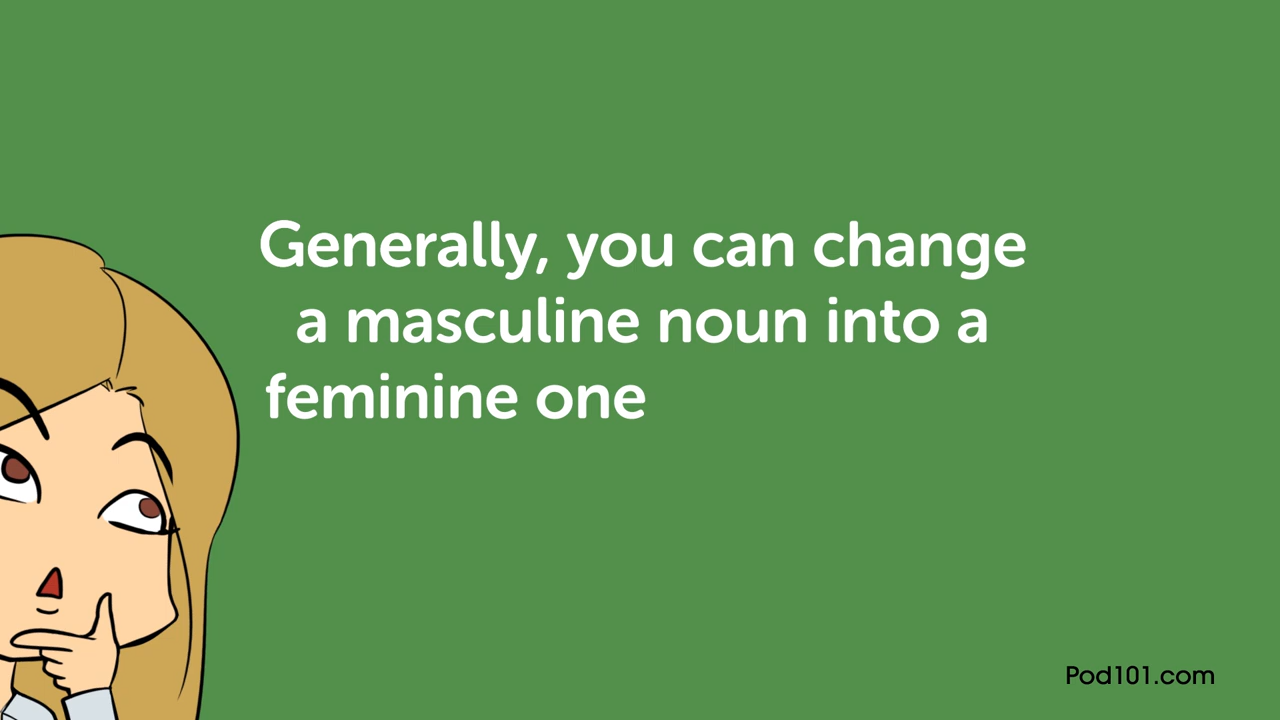 Generally, you can change
a masculine noun into a
feminine one
Pod101.com